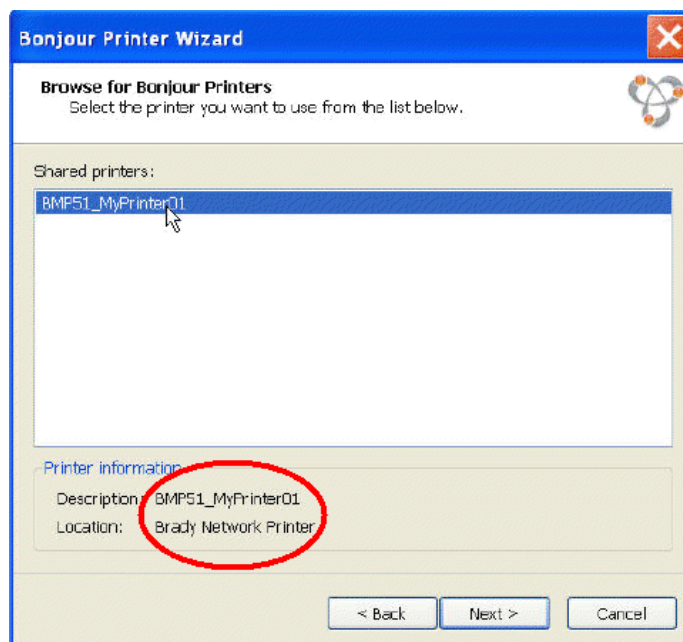 Bonjour Printer Wizard
Browse for Bonjour Printers
Select the printer you want to use from the list below.
Shared printers:
BMP51_MyPrinter01
Printer information
Description: BMP51_MyPrinter01
Location: Brady Network Printer
< Back Next > Cancel